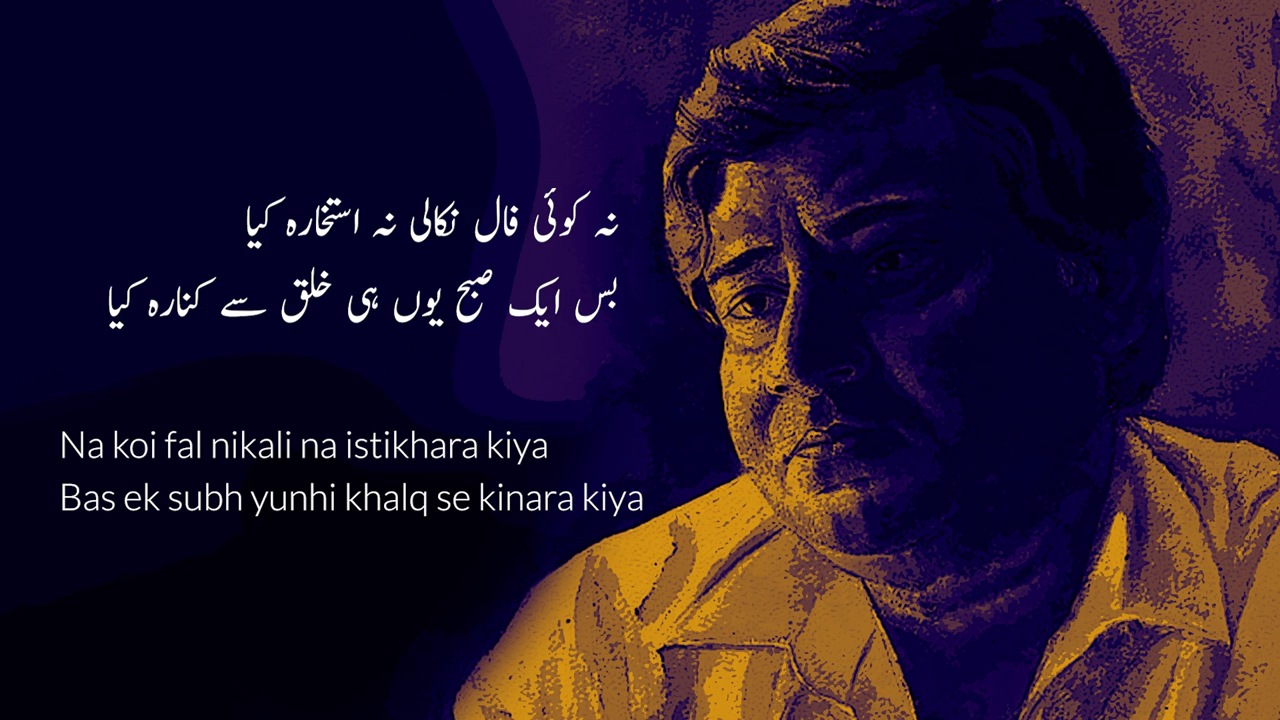 نہ کوئی فال نکالی نہ استخارہ کیا
بس ایک صبح یوں ہی خلق سے کنارہ کیا
Na koi fal nikali na istikhara kiya
Bas ek subh yunhi khalq se kinara kiya